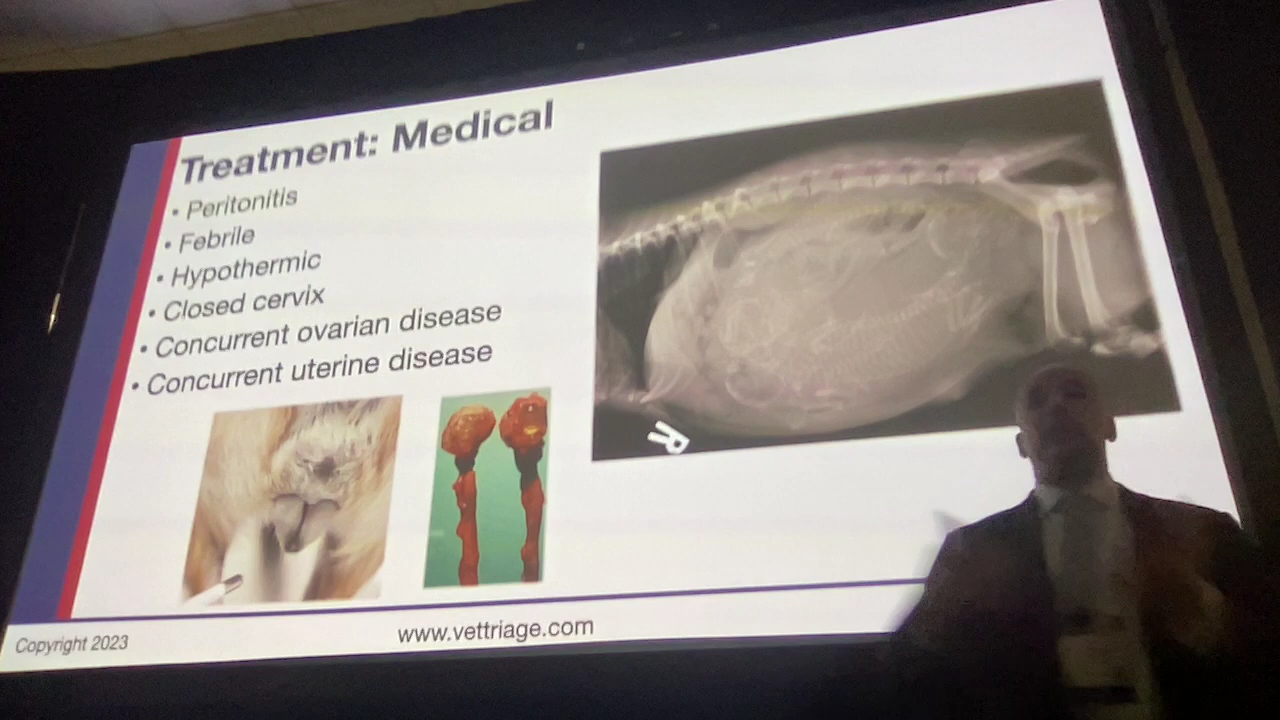 Treatment: Medical
• Peritonitis
• Febrile
• Hypothermic
• Closed cervix
• Concurrent ovarian disease
• Concurrent uterine disease
R
Copyright 2023
www.vettriage.com